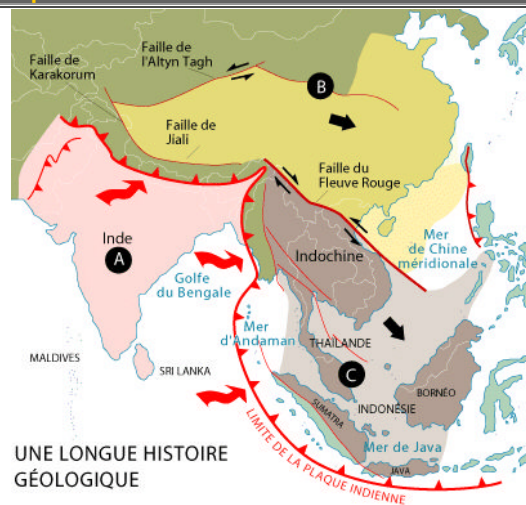 Faille de
Karakorum
Faille de
l'Altyn Tagh
B
Faille de
Jiali
Faille du
Fleuve Rouge
Inde
A
Indochine
Mer
de Chine
méridionale
Golfe
du Bengale
Mer
d'Andaman
THAÏLANDE
MALDIVES
SRI LANKA
C
BORNÉO
SUMATRA
INDONÉSIE
Mer de Java
JAVA
LIMITE DE LA PLAQUE INDIENNE
UNE LONGUE HISTOIRE
GÉOLOGIQUE